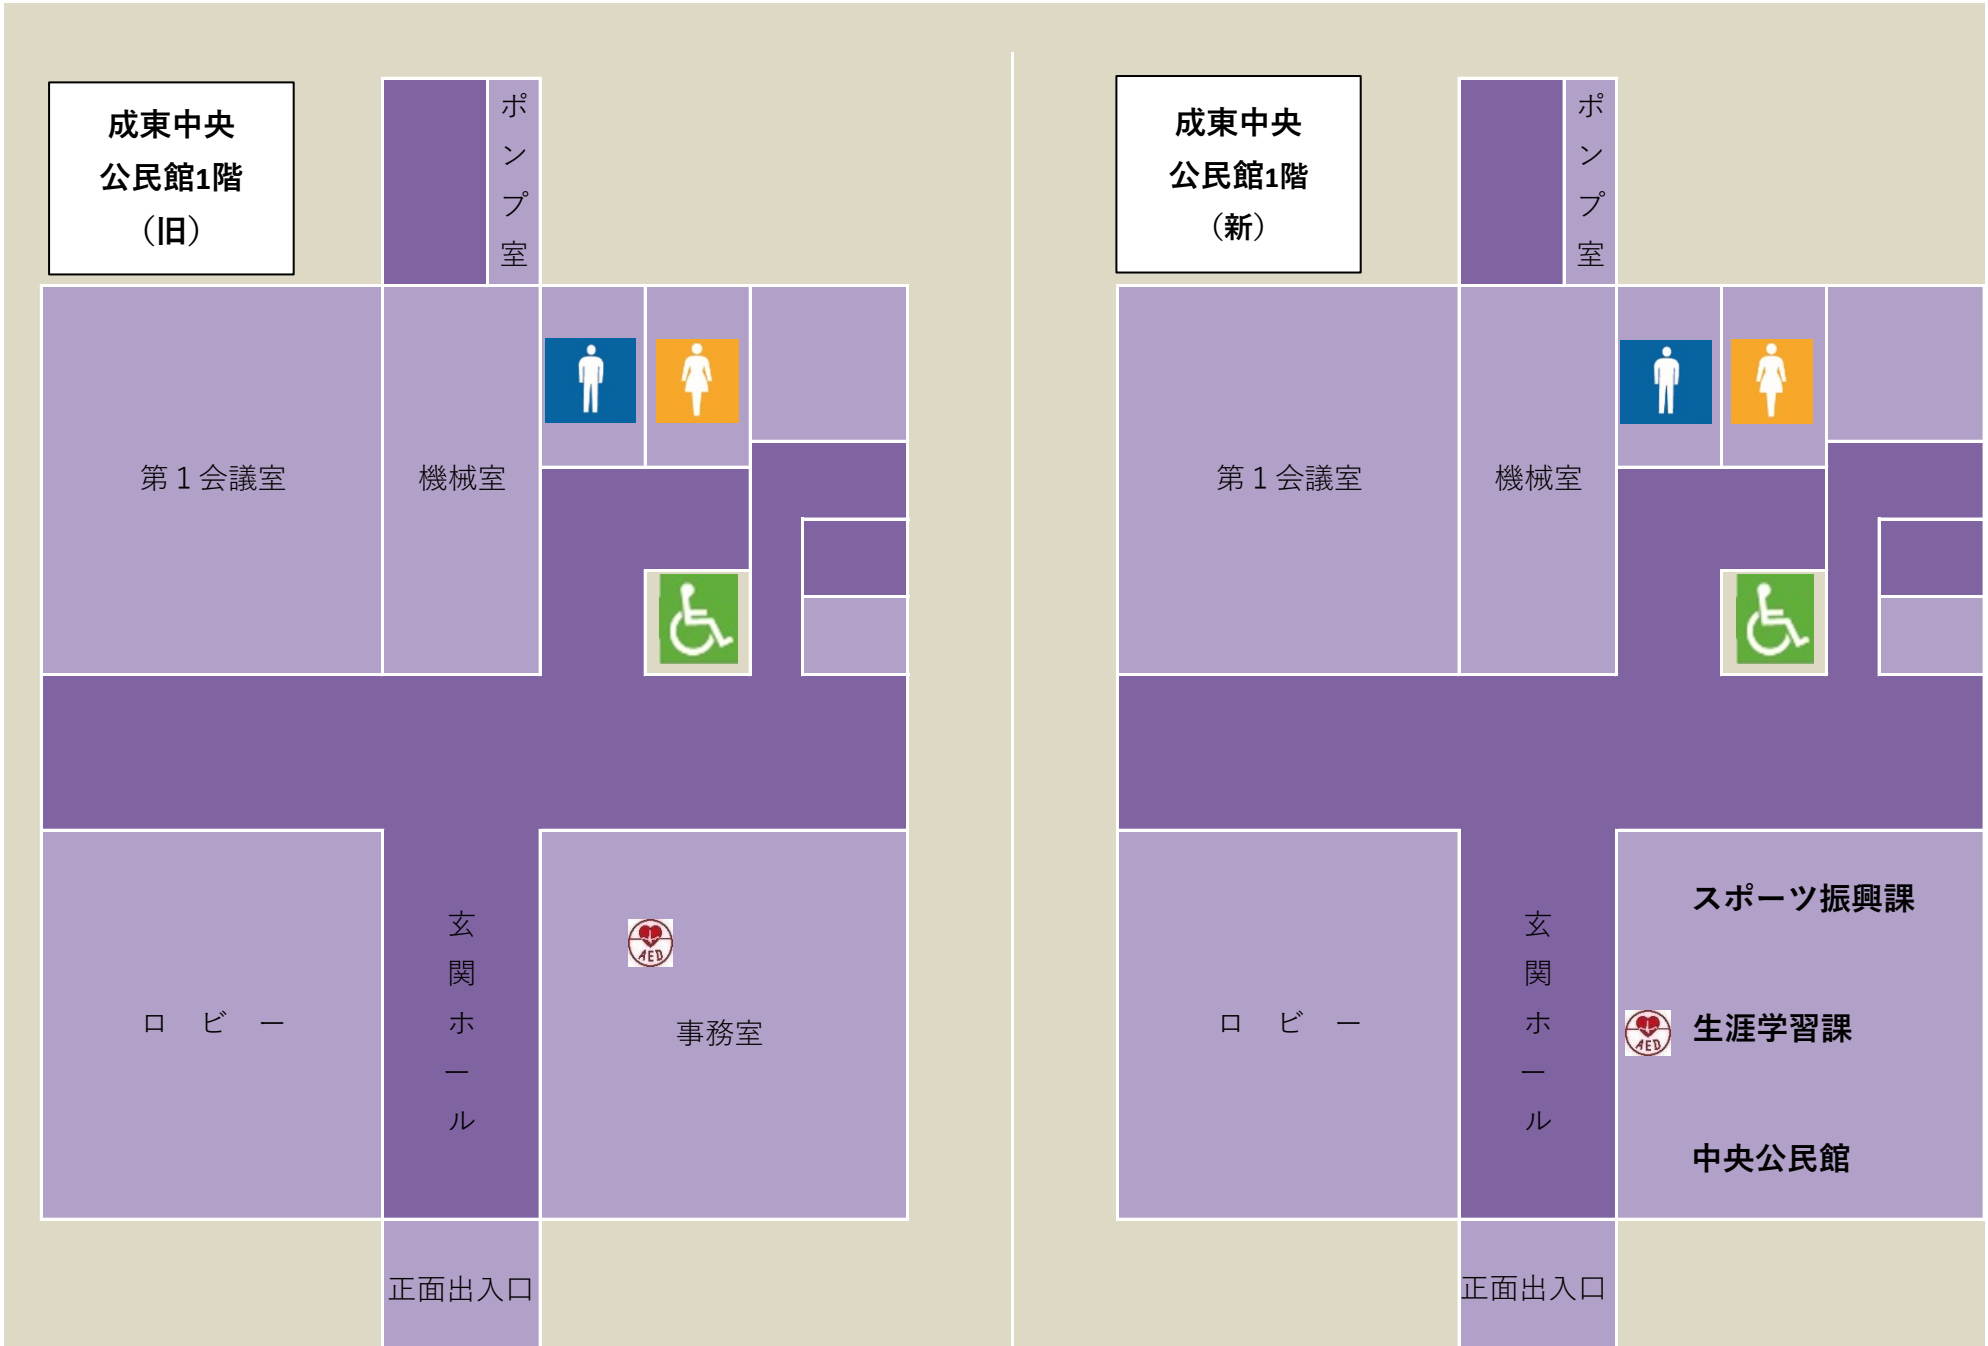 成東中央
公民館1階
（旧）
ポンプ室
第１会議室
機械室
玄関ホール
AED
ロビー
事務室
正面出入口
成東中央
公民館1階
（新）
ポンプ室
第１会議室
機械室
スポーツ振興課
玄関ホール
ロビー
AED
生涯学習課
中央公民館
正面出入口